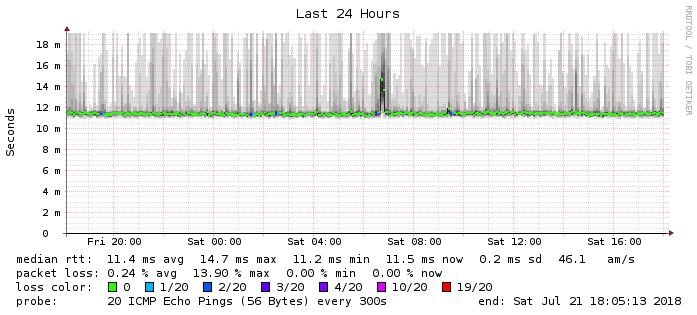 Last 24 Hours
RRDTOOL / TOBI OETIKER
Seconds
18 m
16 m
14 m
12 m
10 m
8 m
6 m
4 m
2 m
0
Fri 20:00 Sat 00:00 Sat 04:00 Sat 08:00 Sat 12:00 Sat 16:00
median rtt: 11.4 ms avg 14.7 ms max 11.2 ms min 11.5 ms now 0.2 ms sd 46.1 am/s
packet loss: 0.24 % avg 13.90 % max 0.00 % min 0.00 % now
loss color: 0 1/20 2/20 3/20 4/20 10/20 19/20
probe: 20 ICMP Echo Pings (56 Bytes) every 300s end: Sat Jul 21 18:05:13 2018